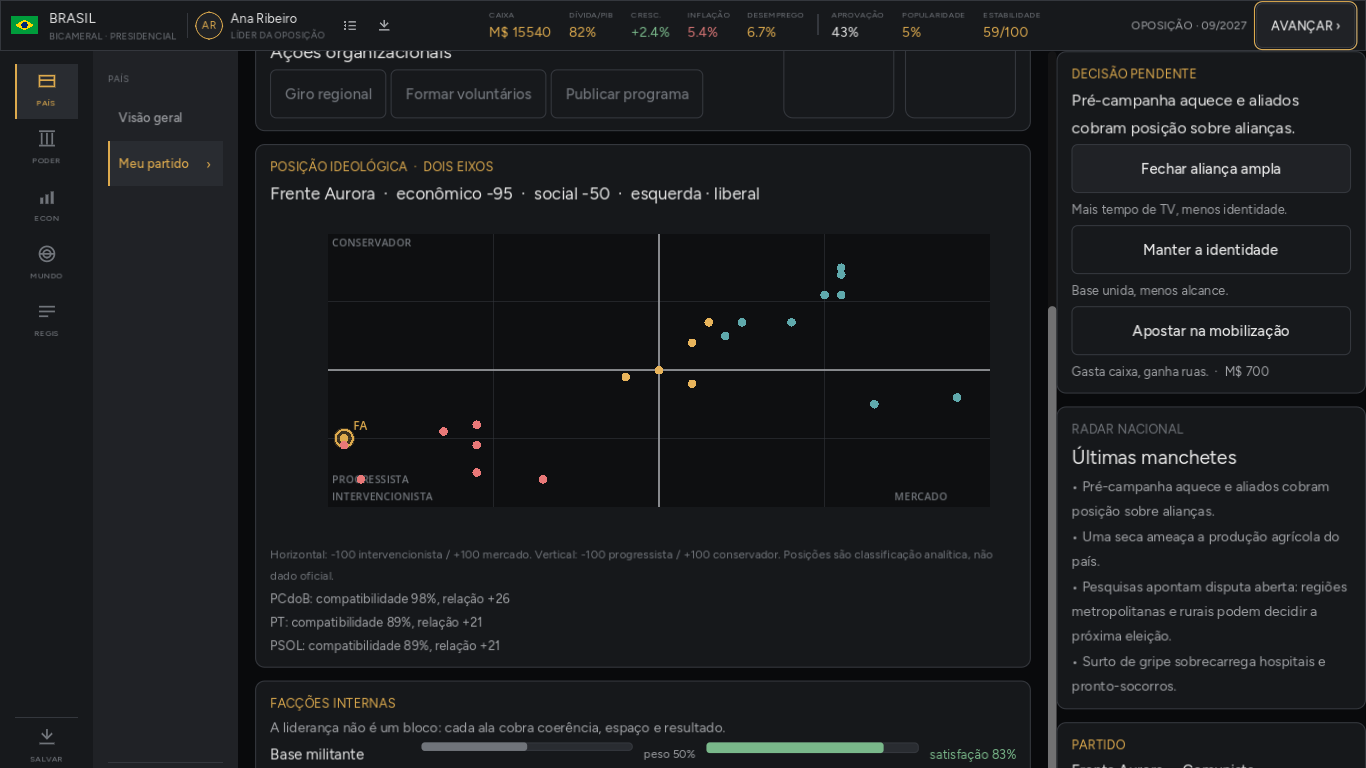 BRASIL
BICAMERAL · PRESIDENCIAL
AR
Ana Ribeiro
LÍDER DA OPOSIÇÃO
CAIXA
M$ 15540
DÍVIDA/PIB
82%
CRESC.
+2.4%
INFLAÇÃO
5.4%
DESEMPREGO
6.7%
APROVAÇÃO
43%
POPULARIDADE
5%
ESTABILIDADE
59/100
OPOSIÇÃO · 09/2027
AVANÇAR ›
PAÍS
PODER
ECON
MUNDO
REGIS
SALVAR
PAÍS
Visão geral
Meu partido ›
Ações organizacionais
Giro regional
Formar voluntários
Publicar programa
POSIÇÃO IDEOLÓGICA · DOIS EIXOS
Frente Aurora · econômico -95 · social -50 · esquerda · liberal
CONSERVADOR
FA
PROGRESSISTA
INTERVENCIONISTA
MERCADO
Horizontal: -100 intervencionista / +100 mercado. Vertical: -100 progressista / +100 conservador. Posições são classificação analítica, não
dado oficial.
PCdoB: compatibilidade 98%, relação +26
PT: compatibilidade 89%, relação +21
PSOL: compatibilidade 89%, relação +21
FACÇÕES INTERNAS
A liderança não é um bloco: cada ala cobra coerência, espaço e resultado.
Base militante
peso 50%
satisfação 83%
DECISÃO PENDENTE
Pré-campanha aquece e aliados
cobram posição sobre alianças.
Fechar aliança ampla
Mais tempo de TV, menos identidade.
Manter a identidade
Base unida, menos alcance.
Apostar na mobilização
Gasta caixa, ganha ruas. · M$ 700
RADAR NACIONAL
Últimas manchetes
• Pré-campanha aquece e aliados cobram
posição sobre alianças.
• Uma seca ameaça a produção agrícola do
país.
• Pesquisas apontam disputa aberta: regiões
metropolitanas e rurais podem decidir a
próxima eleição.
• Surto de gripe sobrecarrega hospitais e
pronto-socorros.
PARTIDO